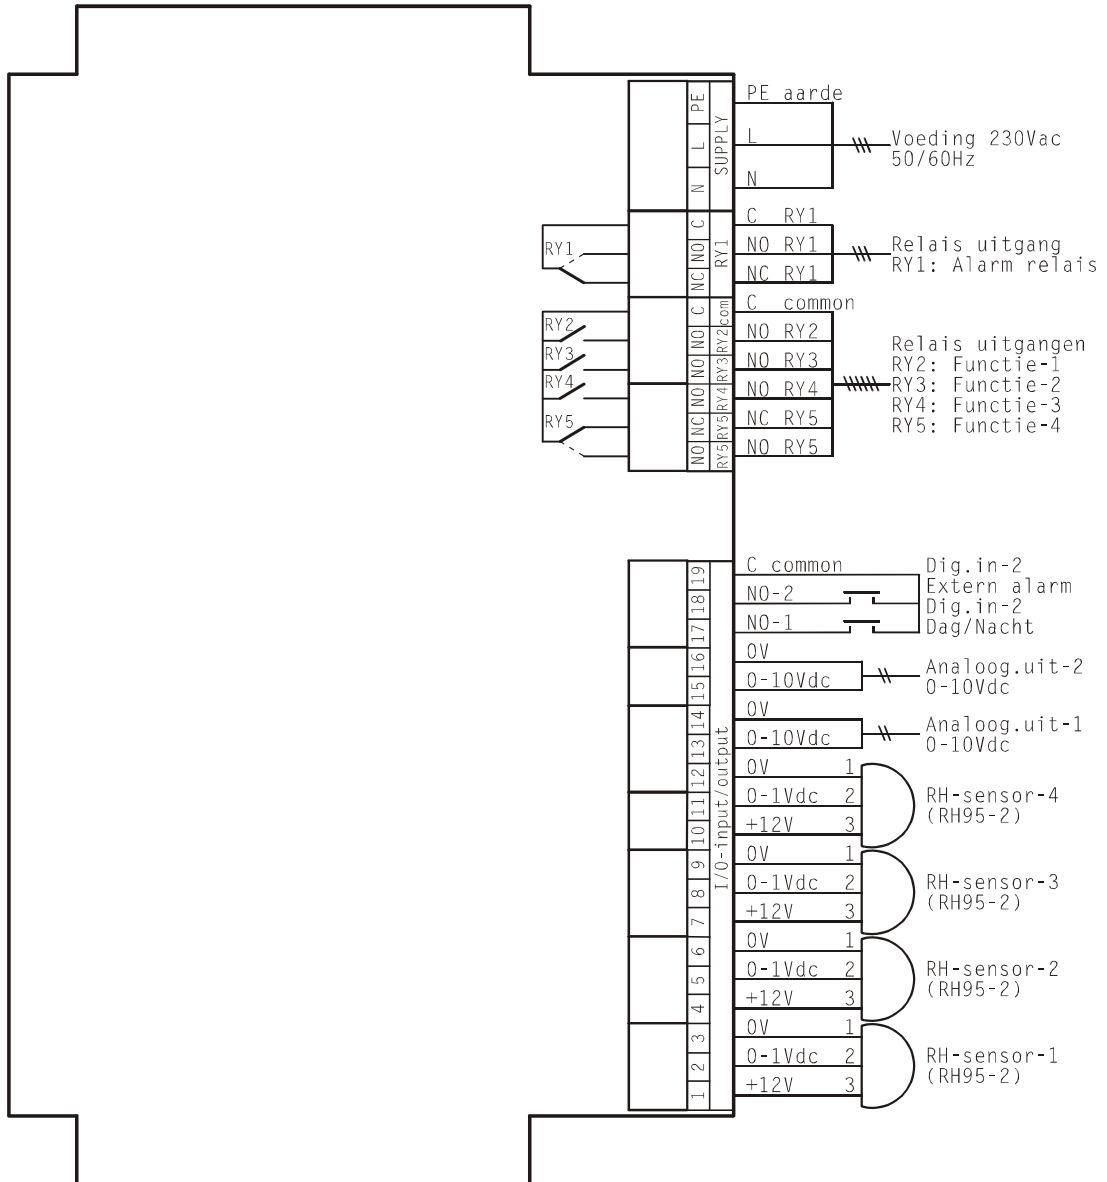 PE aarde
L
N
PE
L
N
SUPPLY
Voeding 230Vac
50/60Hz
C RY1
NO RY1
NC RY1
C
NO
NC
RY1
RY1
Relais uitgang
RY1: Alarm relais
C common
NO RY2
NO RY3
NO RY4
NC RY5
NO RY5
C
NO
NO
NO
NC
NO
com
RY2
RY3
RY4
RY5
RY5
RY2
RY3
RY4
RY5
Relais uitgangen
RY2: Functie-1
RY3: Functie-2
RY4: Functie-3
RY5: Functie-4
19
18
17
16
15
14
13
12
11
10
9
8
7
6
5
4
3
2
1
I/O-input/output
C common
NO-2
NO-1
Dig.in-2
Extern alarm
Dig.in-2
Dag/Nacht
0V
0-10Vdc
Analoog.uit-2
0-10Vdc
0V
0-10Vdc
Analoog.uit-1
0-10Vdc
0V 1
0-1Vdc 2
+12V 3
RH-sensor-4
(RH95-2)
0V 1
0-1Vdc 2
+12V 3
RH-sensor-3
(RH95-2)
0V 1
0-1Vdc 2
+12V 3
RH-sensor-2
(RH95-2)
0V 1
0-1Vdc 2
+12V 3
RH-sensor-1
(RH95-2)